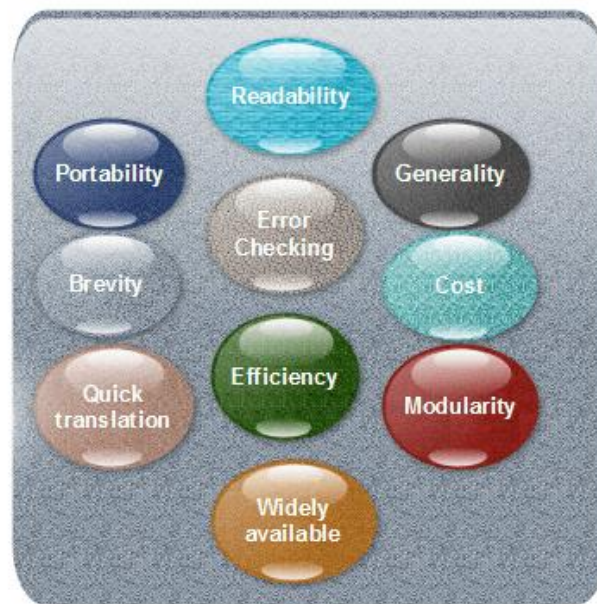 Readability
Portability
Generality
Error
Checking
Brevity
Cost
Efficiency
Quick
translation
Modularity
Widely
available